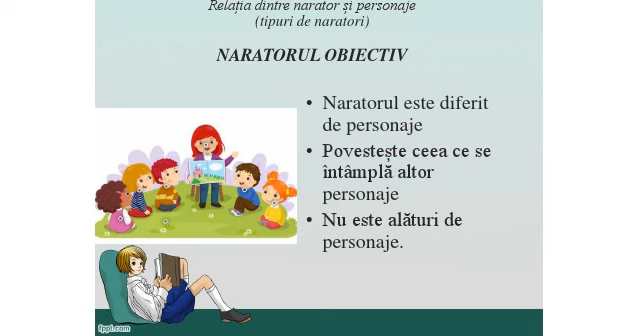 Relația dintre narator și personaje
(tipuri de naratori)
NARATORUL OBIECTIV
• Naratorul este diferit
de personaje
• Povestește ceea ce se
întâmplă altor
personaje
• Nu este alături de
personaje.
fppt.com